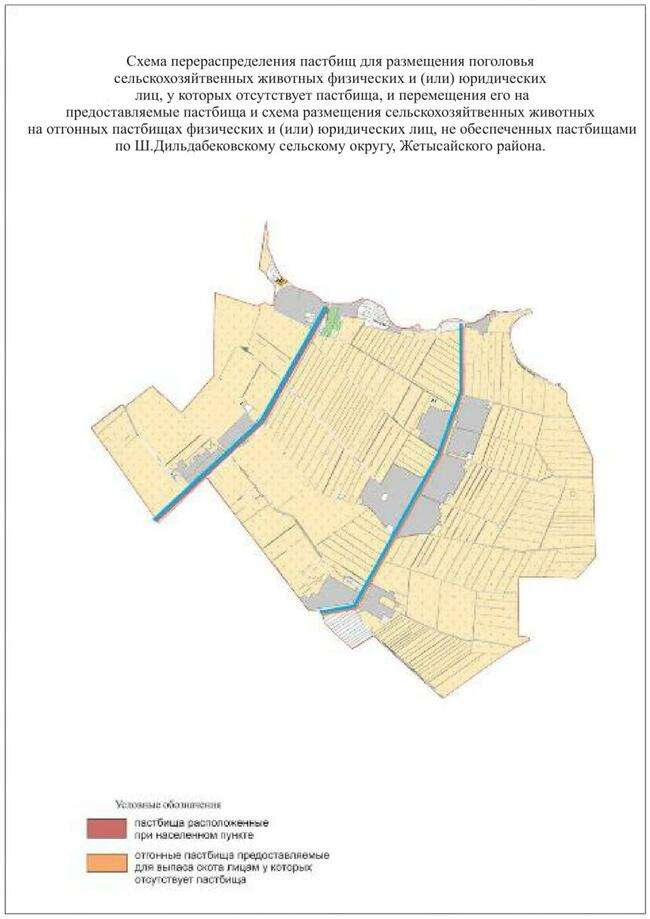 Схема перераспределения пастбищ для размещения поголовья
сельскохозяйтвенных животных физических и (или) юридических
лиц, у которых отсутствует пастбища, и перемещения его на
предоставляемые пастбища и схема размещения сельскохозяйтвенных животных
на отгонных пастбищах физических и (или) юридических лиц, не обеспеченных пастбищами
по Ш.Дильдабековскому сельскому округу, Жетысайского района.
Условные обозначения
пастбища расположенные
при населенном пункте
отгонные пастбища предоставляемые
для выпаса скота лицам у которых
отсутствует пастбища